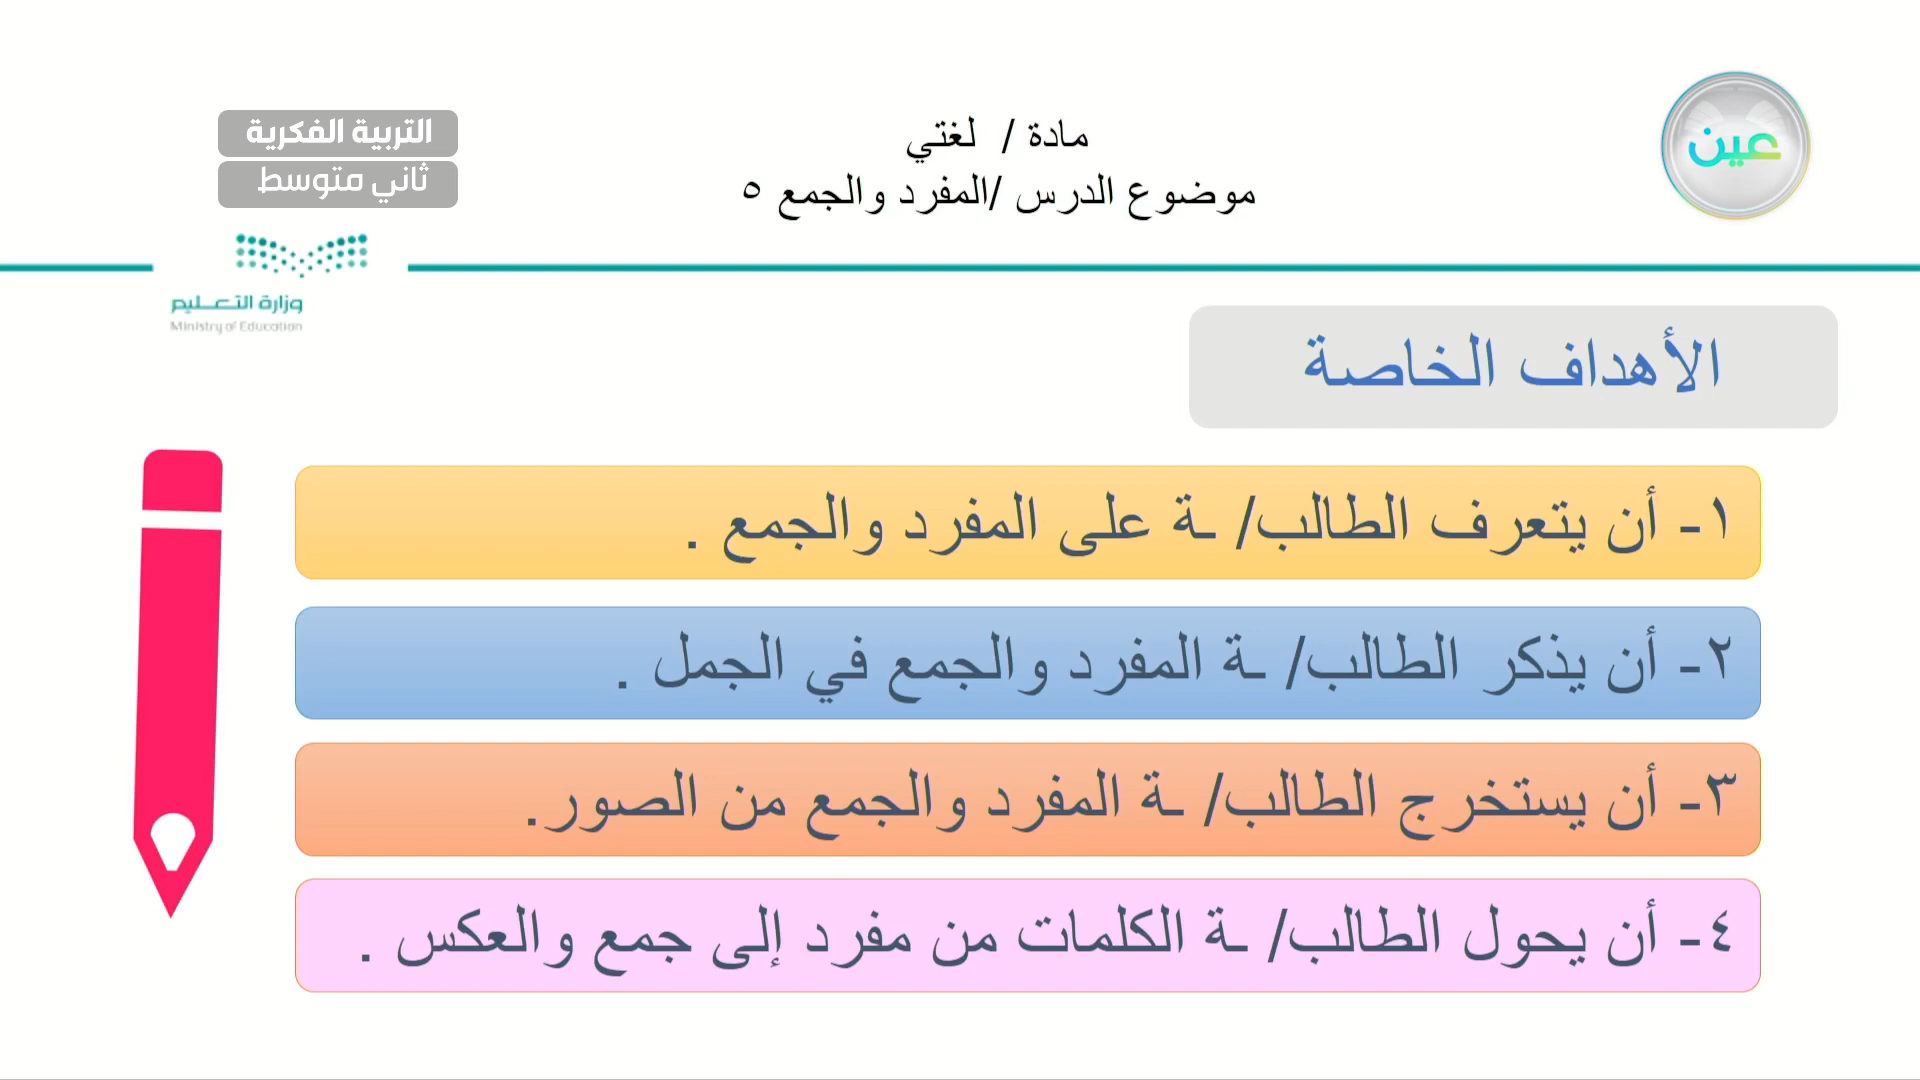 عين
مادة / لغتي
موضوع الدرس /المفرد والجمع ٥
التربية الفكرية
ثاني متوسط
وزارة التعليم
Ministry of Education
الأهداف الخاصة
١- أن يتعرف الطالب/ ـة على المفرد والجمع .
٢- أن يذكر الطالب/ ـة المفرد والجمع في الجمل .
٣- أن يستخرج الطالب/ ـة المفرد والجمع من الصور.
٤- أن يحول الطالب/ ـة الكلمات من مفرد إلى جمع والعكس .